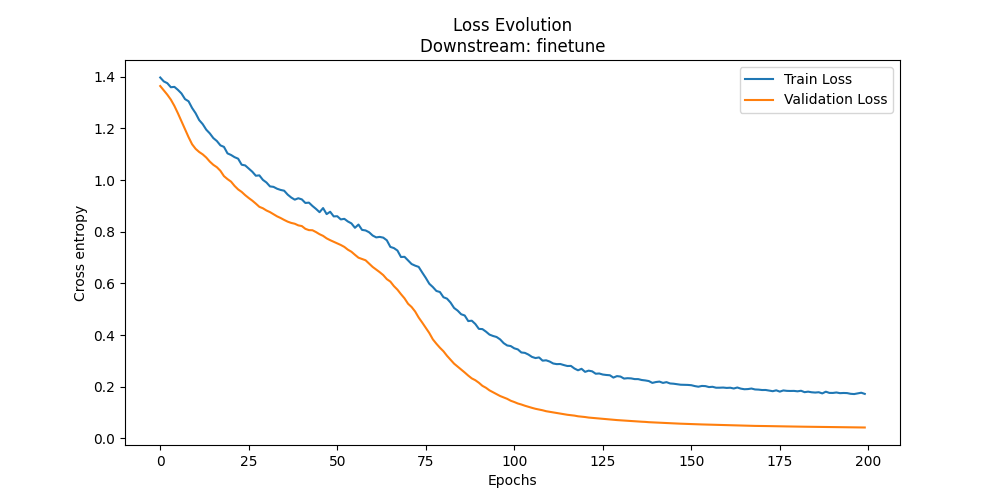 Loss Evolution
Downstream: finetune
Train Loss
Validation Loss
Cross entropy
1.4
1.2
1.0
0.8
0.6
0.4
0.2
0.0
0 25 50 75 100 125 150 175 200
Epochs